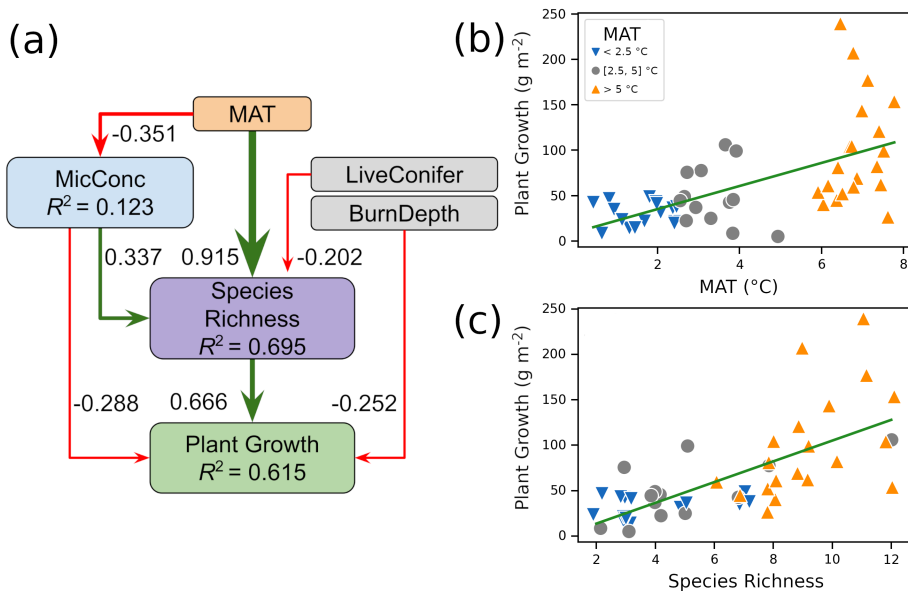 (a)
MAT
-0.351
MicConc
R² = 0.123
LiveConifer
BurnDepth
0.337
0.915
-0.202
Species
Richness
R² = 0.695
-0.288
0.666
-0.252
Plant Growth
R² = 0.615
(b)
Plant Growth (g m⁻²)
250
200
150
100
50
0
MAT
< 2.5 °C
[2.5, 5] °C
> 5 °C
2
4
6
8
MAT (°C)
(c)
Plant Growth (g m⁻²)
250
200
150
100
50
0
2
4
6
8
10
12
Species Richness